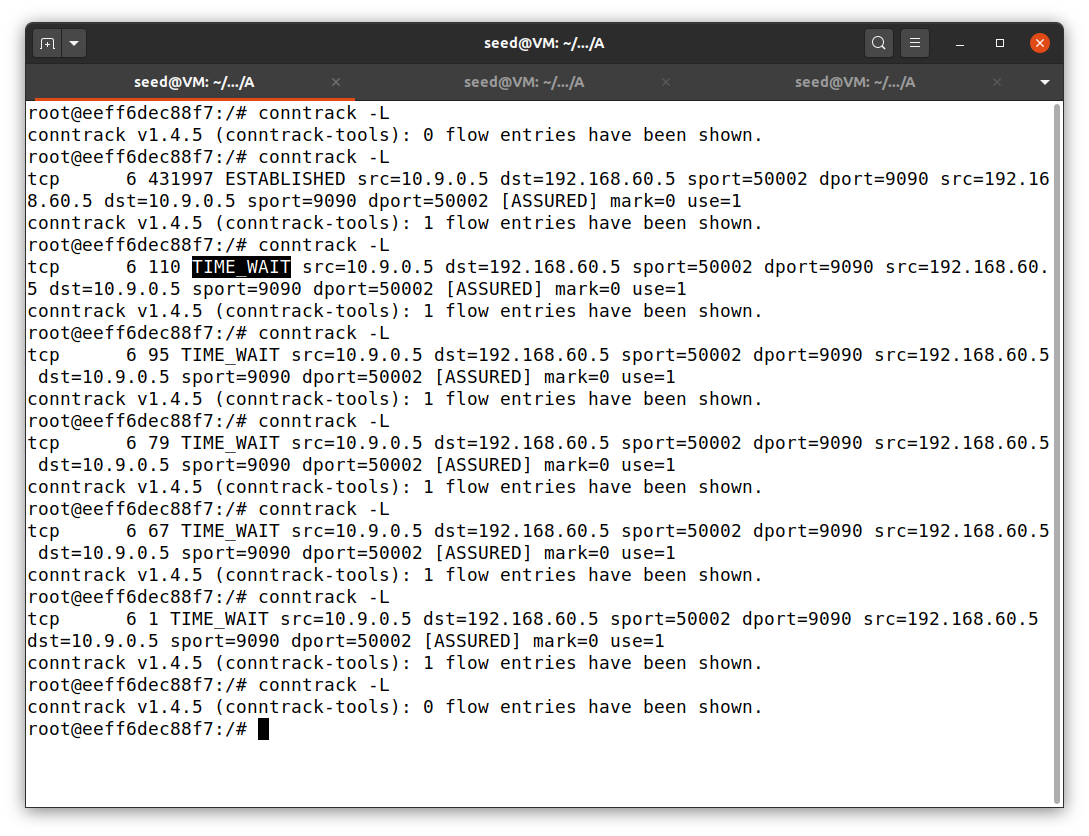 seed@VM: ~/.../A
seed@VM: ~/.../A
seed@VM: ~/.../A
seed@VM: ~/.../A
root@eeff6dec88f7:/# conntrack -L
conntrack v1.4.5 (conntrack-tools): 0 flow entries have been shown.
root@eeff6dec88f7:/# conntrack -L
tcp      6 431997 ESTABLISHED src=10.9.0.5 dst=192.168.60.5 sport=50002 dport=9090 src=192.16
8.60.5 dst=10.9.0.5 sport=9090 dport=50002 [ASSURED] mark=0 use=1
conntrack v1.4.5 (conntrack-tools): 1 flow entries have been shown.
root@eeff6dec88f7:/# conntrack -L
tcp      6 110 TIME_WAIT src=10.9.0.5 dst=192.168.60.5 sport=50002 dport=9090 src=192.168.60.
5 dst=10.9.0.5 sport=9090 dport=50002 [ASSURED] mark=0 use=1
conntrack v1.4.5 (conntrack-tools): 1 flow entries have been shown.
root@eeff6dec88f7:/# conntrack -L
tcp      6 95 TIME_WAIT src=10.9.0.5 dst=192.168.60.5 sport=50002 dport=9090 src=192.168.60.5
 dst=10.9.0.5 sport=9090 dport=50002 [ASSURED] mark=0 use=1
conntrack v1.4.5 (conntrack-tools): 1 flow entries have been shown.
root@eeff6dec88f7:/# conntrack -L
tcp      6 79 TIME_WAIT src=10.9.0.5 dst=192.168.60.5 sport=50002 dport=9090 src=192.168.60.5
 dst=10.9.0.5 sport=9090 dport=50002 [ASSURED] mark=0 use=1
conntrack v1.4.5 (conntrack-tools): 1 flow entries have been shown.
root@eeff6dec88f7:/# conntrack -L
tcp      6 67 TIME_WAIT src=10.9.0.5 dst=192.168.60.5 sport=50002 dport=9090 src=192.168.60.5
 dst=10.9.0.5 sport=9090 dport=50002 [ASSURED] mark=0 use=1
conntrack v1.4.5 (conntrack-tools): 1 flow entries have been shown.
root@eeff6dec88f7:/# conntrack -L
tcp      6 1 TIME_WAIT src=10.9.0.5 dst=192.168.60.5 sport=50002 dport=9090 src=192.168.60.5
dst=10.9.0.5 sport=9090 dport=50002 [ASSURED] mark=0 use=1
conntrack v1.4.5 (conntrack-tools): 1 flow entries have been shown.
root@eeff6dec88f7:/# conntrack -L
conntrack v1.4.5 (conntrack-tools): 0 flow entries have been shown.
root@eeff6dec88f7:/#